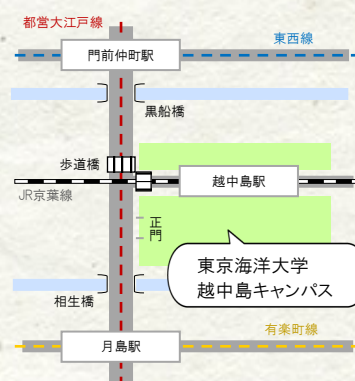 都営大江戸線
東西線
門前仲町駅
黒船橋
歩道橋
越中島駅
JR京葉線
正門
東京海洋大学
越中島キャンパス
相生橋
有楽町線
月島駅